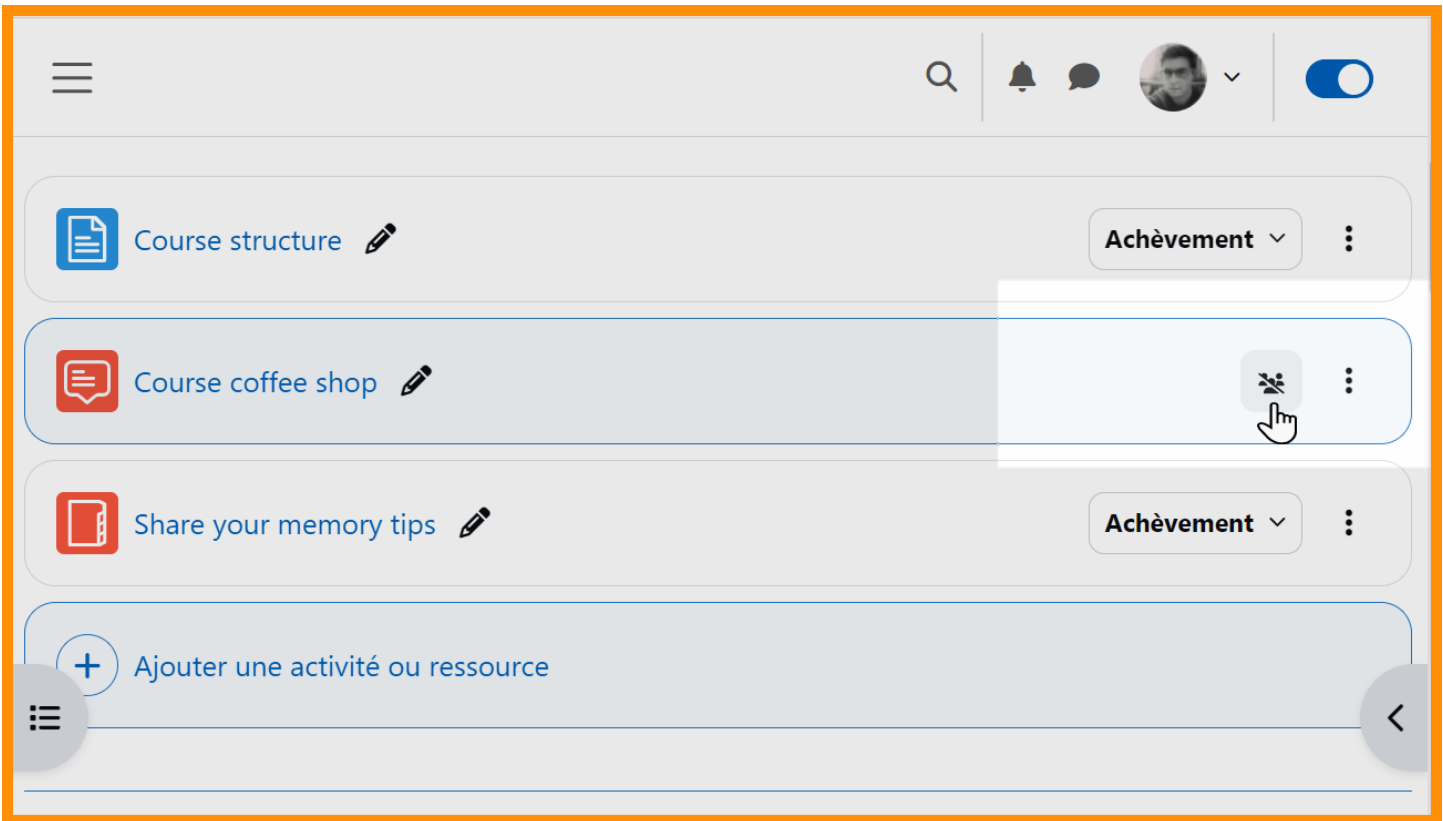 Course structure
Achèvement
Course coffee shop
Share your memory tips
Achèvement
Ajouter une activité ou ressource